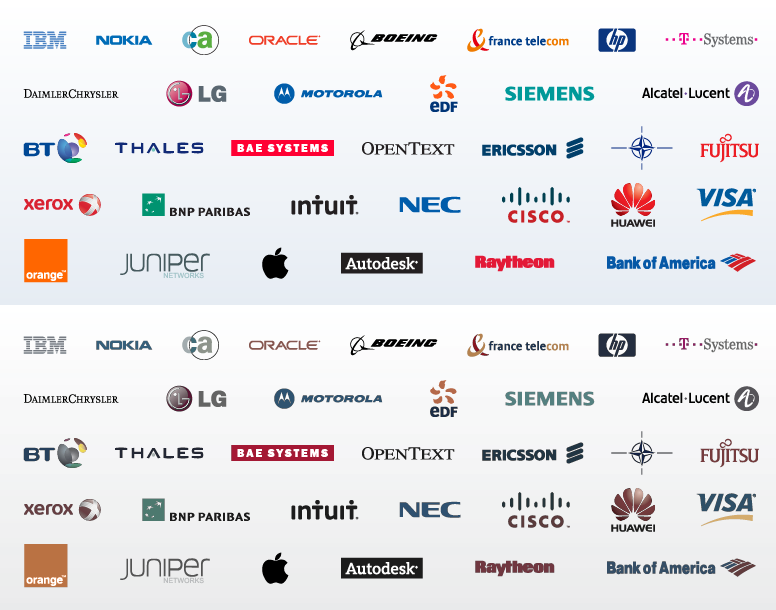 IBM NOKIA ca ORACLE BOEING france telecom hp ··T··Systems·
DAIMLERCHRYSLER LG MOTOROLA eDF SIEMENS Alcatel·Lucent
BT THALES BAE SYSTEMS OPENTEXT ERICSSON FUJITSU
xerox BNP PARIBAS intuit. NEC CISCO. HUAWEI VISA
orange™ JUniPer NETWORKS Autodesk® Raytheon Bank of America
IBM NOKIA ca ORACLE BOEING france telecom hp ··T··Systems·
DAIMLERCHRYSLER LG MOTOROLA eDF SIEMENS Alcatel·Lucent
BT THALES BAE SYSTEMS OPENTEXT ERICSSON FUJITSU
xerox BNP PARIBAS intuit. NEC CISCO. HUAWEI VISA
orange™ JUniPer NETWORKS Autodesk® Raytheon Bank of America